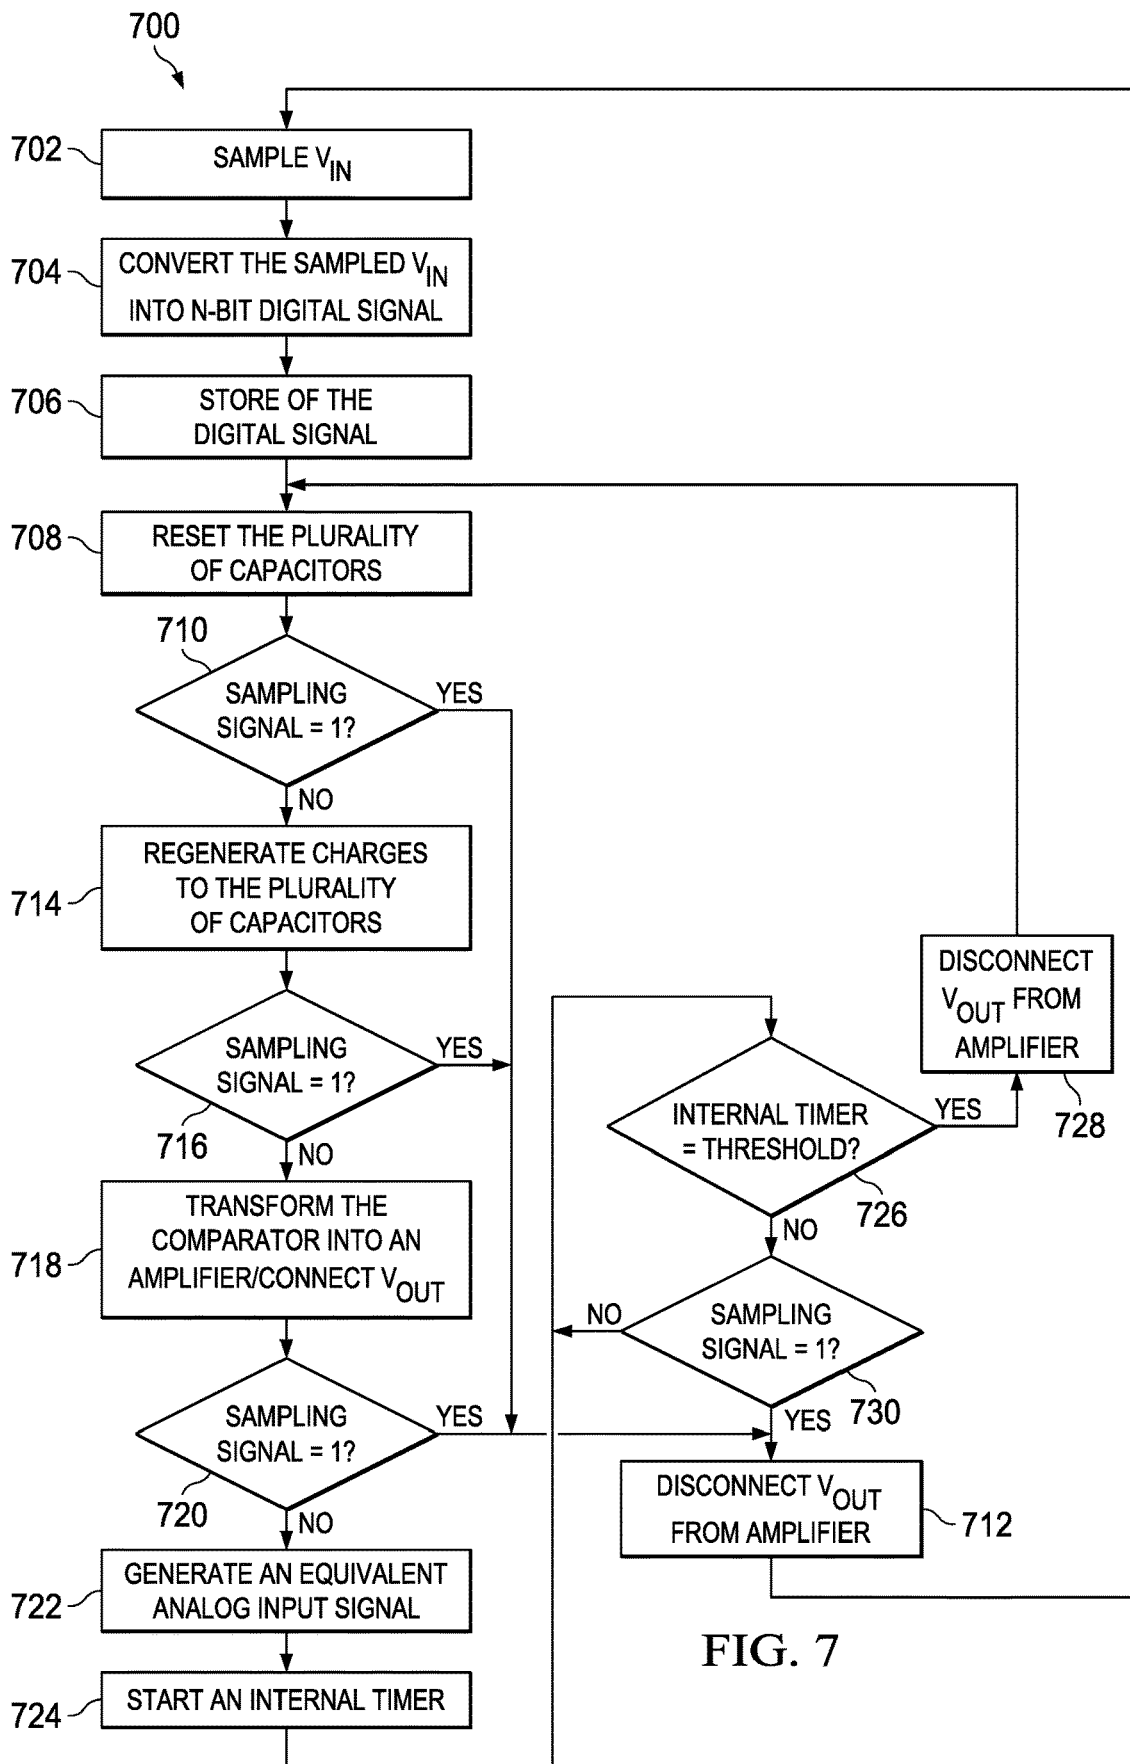 700
702
SAMPLE VIN
704
CONVERT THE SAMPLED VIN
INTO N-BIT DIGITAL SIGNAL
706
STORE OF THE
DIGITAL SIGNAL
708
RESET THE PLURALITY
OF CAPACITORS
710
SAMPLING
SIGNAL = 1?
YES
NO
714
REGENERATE CHARGES
TO THE PLURALITY
OF CAPACITORS
716
SAMPLING
SIGNAL = 1?
YES
NO
718
TRANSFORM THE
COMPARATOR INTO AN
AMPLIFIER/CONNECT VOUT
720
SAMPLING
SIGNAL = 1?
YES
NO
722
GENERATE AN EQUIVALENT
ANALOG INPUT SIGNAL
724
START AN INTERNAL TIMER
INTERNAL TIMER
= THRESHOLD?
726
YES
NO
DISCONNECT
VOUT FROM
AMPLIFIER
728
SAMPLING
SIGNAL = 1?
730
NO
YES
DISCONNECT VOUT
FROM AMPLIFIER
712
FIG. 7